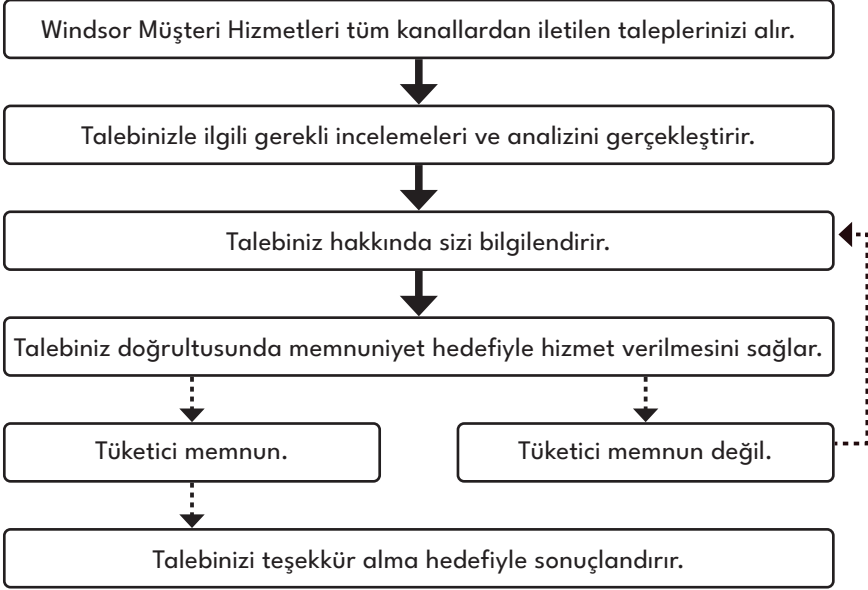 Windsor Müşteri Hizmetleri tüm kanallardan iletilen taleplerinizi alır.
Talebinizle ilgili gerekli incelemeleri ve analizini gerçekleştirir.
Talebiniz hakkında sizi bilgilendirir.
Talebiniz doğrultusunda memnuniyet hedefiyle hizmet verilmesini sağlar.
Tüketici memnun.
Tüketici memnun değil.
Talebinizi teşekkür alma hedefiyle sonuçlandırır.